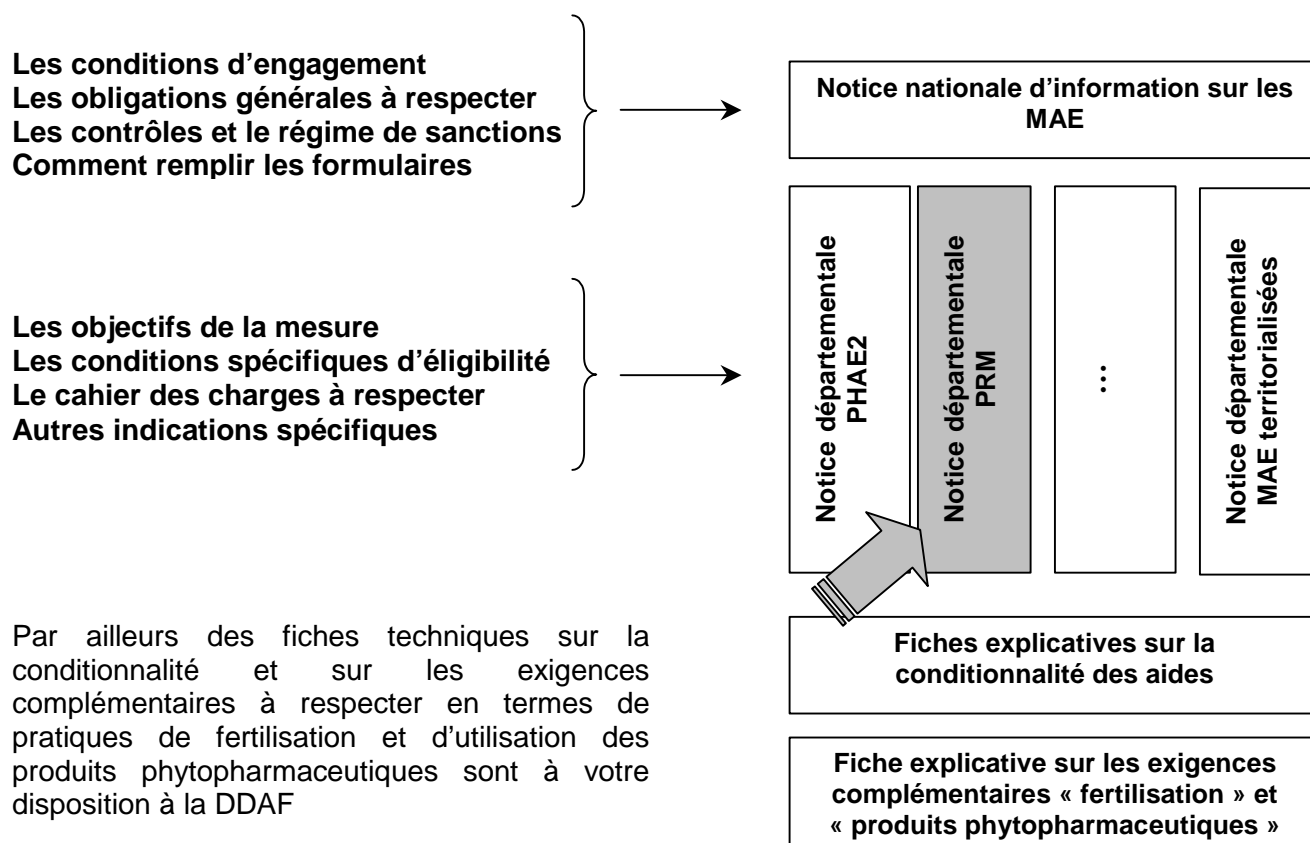 Les conditions d'engagement
Les obligations générales à respecter
Les contrôles et le régime de sanctions
Comment remplir les formulaires
Notice nationale d'information sur les
MAE
Les objectifs de la mesure
Les conditions spécifiques d'éligibilité
Le cahier des charges à respecter
Autres indications spécifiques
Notice départementale
PHAE2
Notice départementale
PRM
...
Notice départementale
MAE territorialisées
Par ailleurs des fiches techniques sur la
conditionnalité et sur les exigences
complémentaires à respecter en termes de
pratiques de fertilisation et d'utilisation des
produits phytopharmaceutiques sont à votre
disposition à la DDAF
Fiches explicatives sur la
conditionnalité des aides
Fiche explicative sur les exigences
complémentaires « fertilisation » et
« produits phytopharmaceutiques »